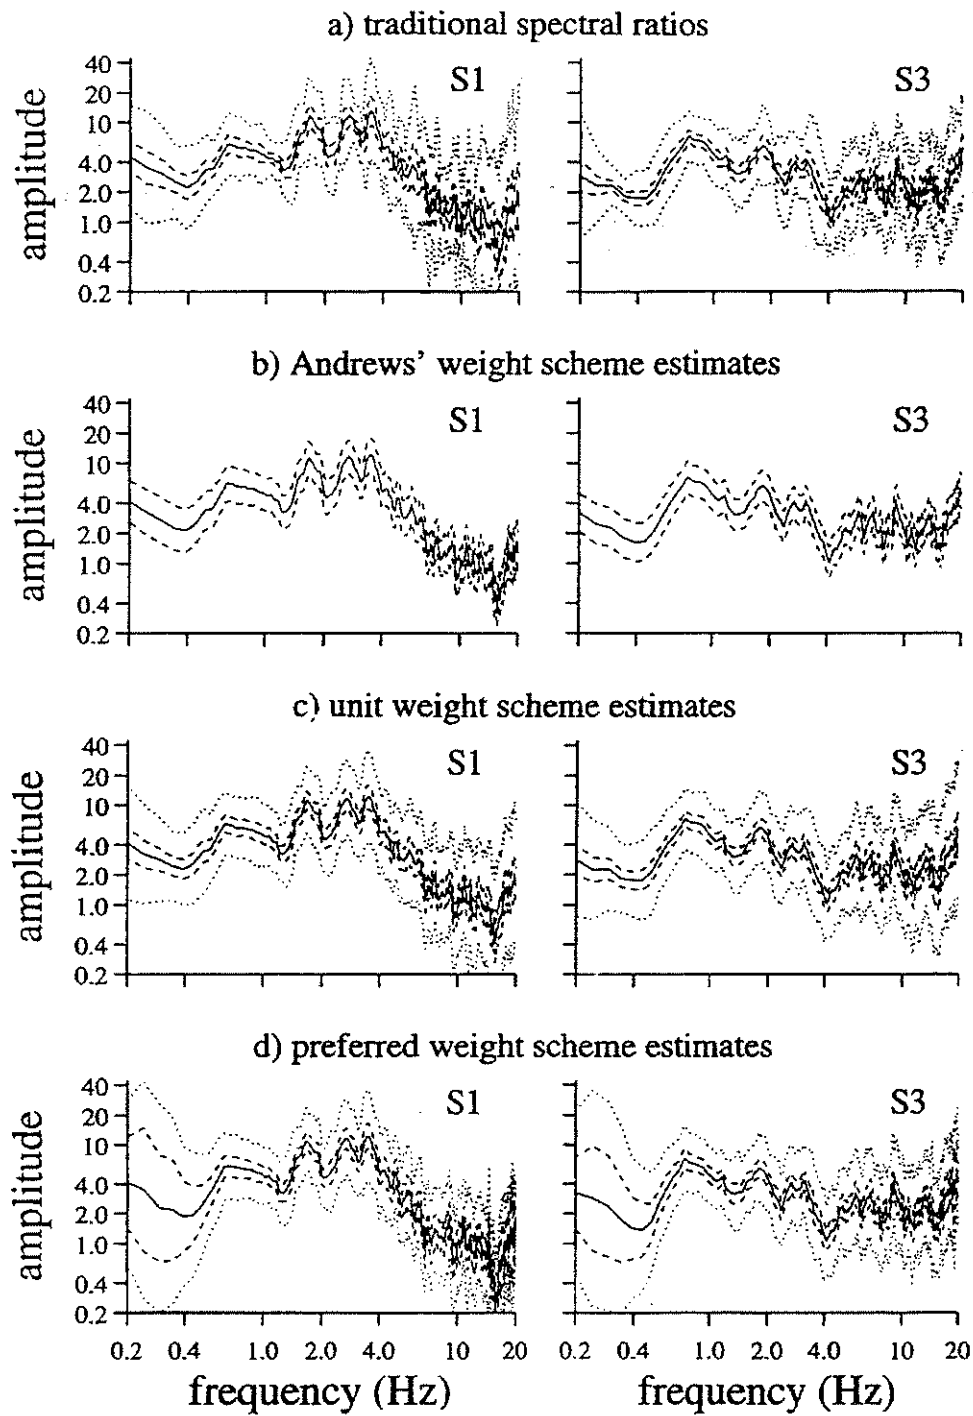 a) traditional spectral ratios
S1
S3
40
20
10
4.0
2.0
1.0
0.4
0.2
amplitude
b) Andrews' weight scheme estimates
S1
S3
40
20
10
4.0
2.0
1.0
0.4
0.2
amplitude
c) unit weight scheme estimates
S1
S3
40
20
10
4.0
2.0
1.0
0.4
0.2
amplitude
d) preferred weight scheme estimates
S1
S3
40
20
10
4.0
2.0
1.0
0.4
0.2
amplitude
0.2 0.4 1.0 2.0 4.0 10 20
0.2 0.4 1.0 2.0 4.0 10 20
frequency (Hz)
frequency (Hz)